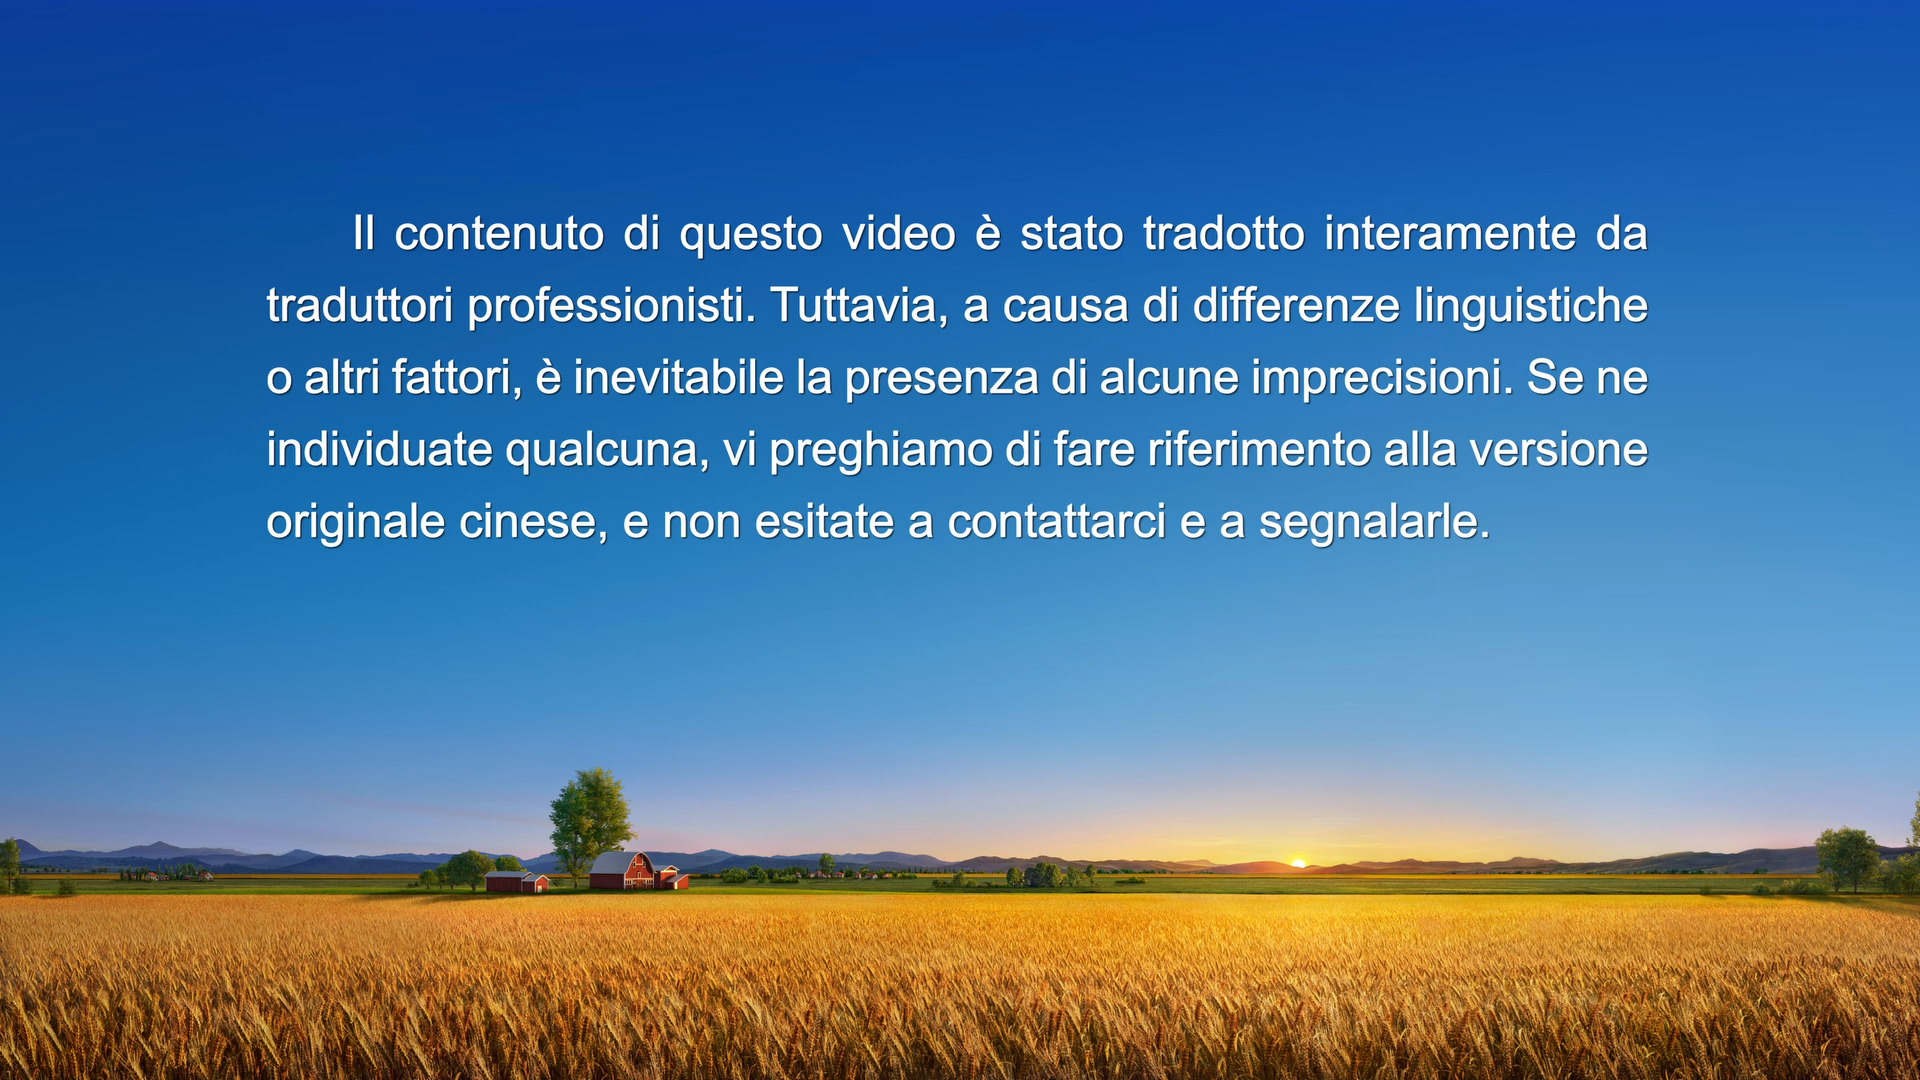 Il contenuto di questo video è stato tradotto interamente da
traduttori professionisti. Tuttavia, a causa di differenze linguistiche
o altri fattori, è inevitabile la presenza di alcune imprecisioni. Se ne
individuate qualcuna, vi preghiamo di fare riferimento alla versione
originale cinese, e non esitate a contattarci e a segnalarle.